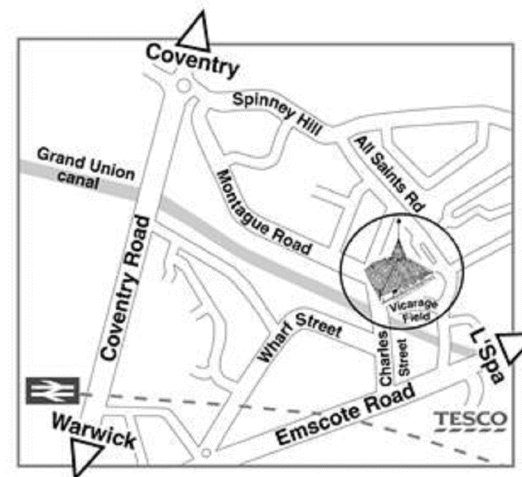 Coventry
Spinney Hill
All Saints Rd
Grand Union
canal
Montague Road
Coventry Road
Vicarage
Field
Wharf Street
Charles
Street
L'Spa
Emscote Road
TESCO
Warwick